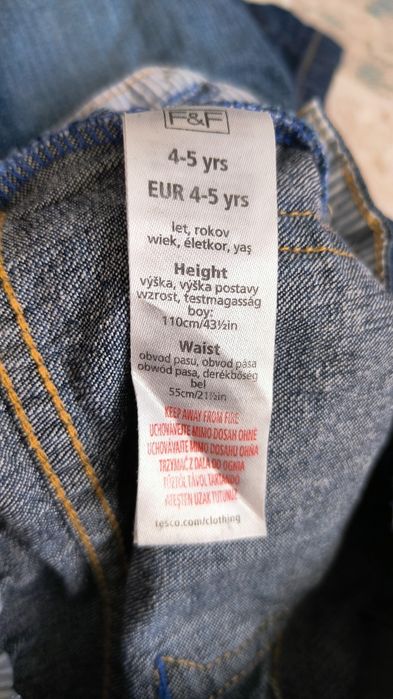 F&F
4-5 yrs
EUR 4-5 yrs
let, rokov
wiek, életkor, yaş
Height
výška, výška postavy
wzrost, testmagasság
boy:
110cm/43½in
Waist
obvod pasu, obvod pása
obwód pasa, derékbőség
bel
55cm/21½in
KEEP AWAY FROM FIRE
UCHOVÁVEJTE MIMO DOSAH OHNĚ
UCHOVÁVAJTE MIMO DOSAHU OHŇA
TRZYMAĆ Z DALA OD OGNIA
TŰZTŐL TÁVOL TARTANDÓ
ATEŞTEN UZAK TUTUNUZ
tesco.com/clothing